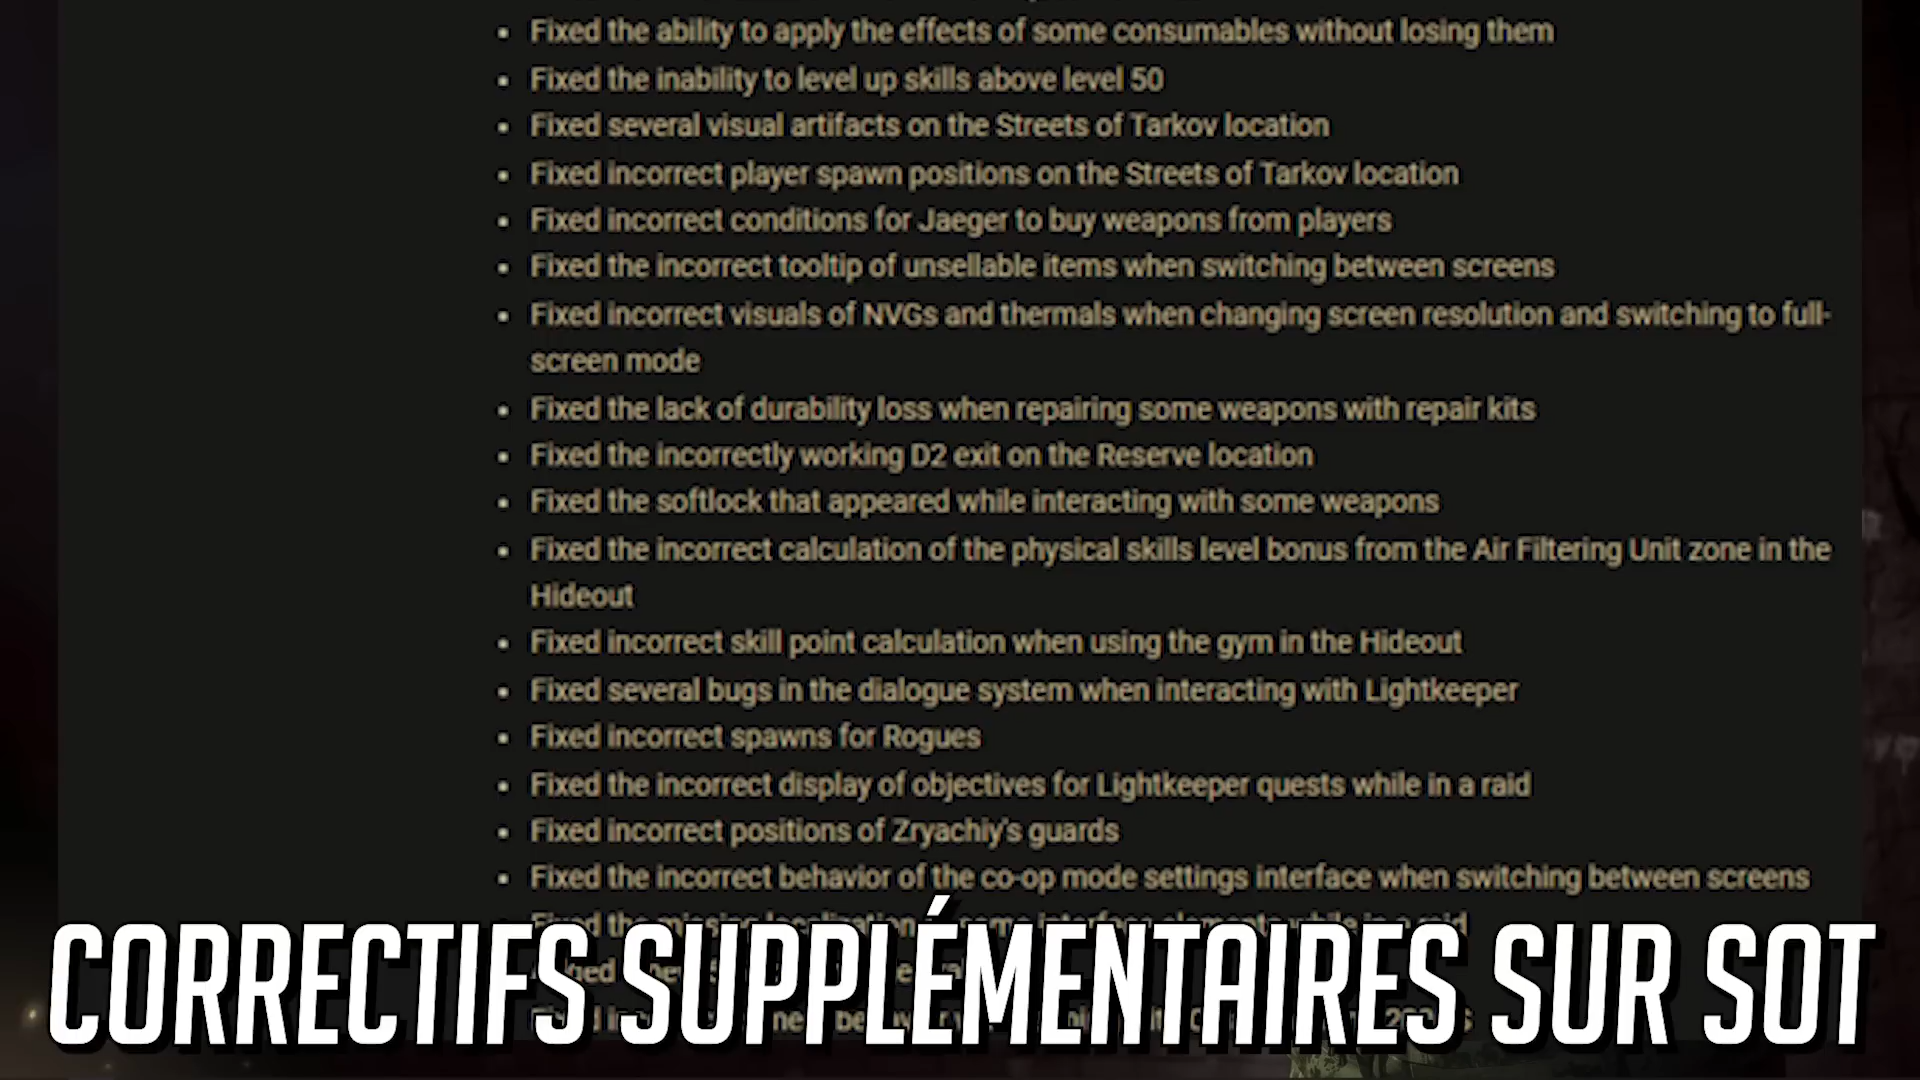 • Fixed the ability to apply the effects of some consumables without losing them
• Fixed the inability to level up skills above level 50
• Fixed several visual artifacts on the Streets of Tarkov location
• Fixed incorrect player spawn positions on the Streets of Tarkov location
• Fixed incorrect conditions for Jaeger to buy weapons from players
• Fixed the incorrect tooltip of unsellable items when switching between screens
• Fixed incorrect visuals of NVGs and thermals when changing screen resolution and switching to full-
screen mode
• Fixed the lack of durability loss when repairing some weapons with repair kits
• Fixed the incorrectly working D2 exit on the Reserve location
• Fixed the softlock that appeared while interacting with some weapons
• Fixed the incorrect calculation of the physical skills level bonus from the Air Filtering Unit zone in the
Hideout
• Fixed incorrect skill point calculation when using the gym in the Hideout
• Fixed several bugs in the dialogue system when interacting with Lightkeeper
• Fixed incorrect spawns for Rogues
• Fixed the incorrect display of objectives for Lightkeeper quests while in a raid
• Fixed incorrect positions of Zryachiy's guards
• Fixed the incorrect behavior of the co-op mode settings interface when switching between screens
• Fixed the missing localization some interface elements while in a raid
CORRECTIFS SUPPLÉMENTAIRES SUR SOT